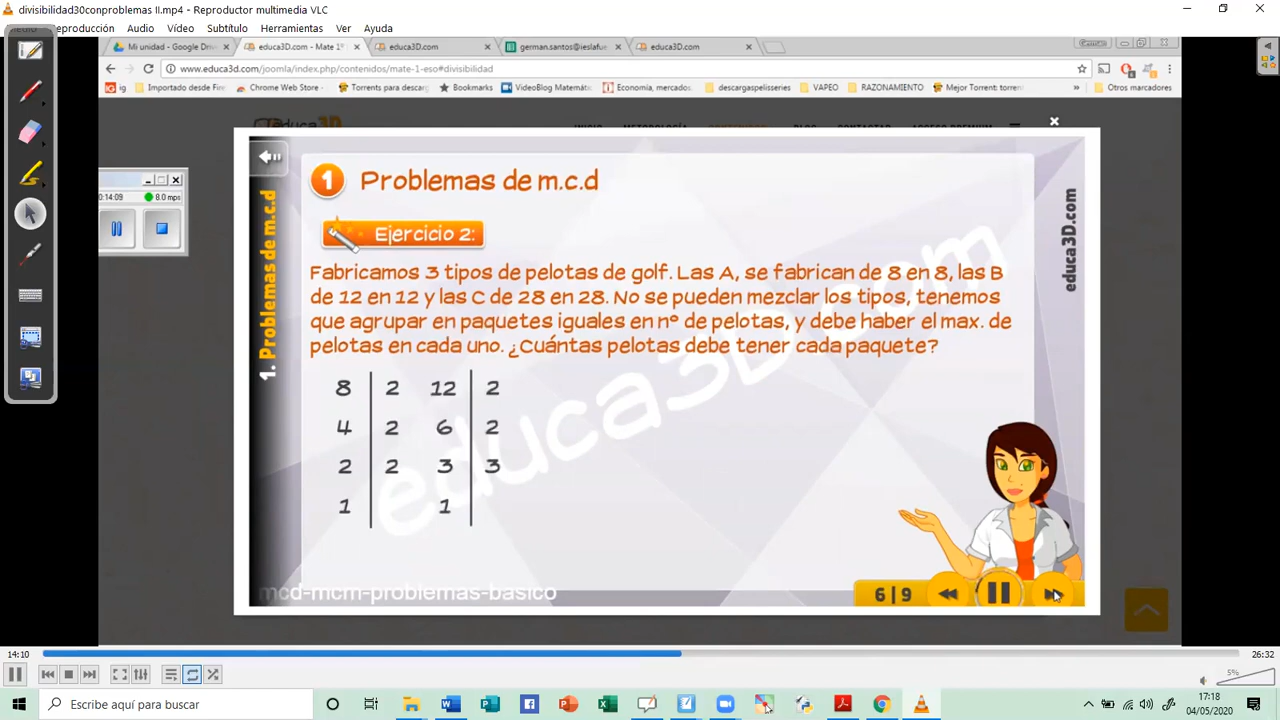 divisibilidad30conproblemas II.mp4 - Reproductor multimedia VLC
Reproducción Audio Vídeo Subtítulo Herramientas Ver Ayuda
Mi unidad - Google Driv educa3D.com - Mate 1º educa3D.com german.santos@ieslafue educa3D.com
www.educa3d.com/joomla/index.php/contenidos/mate-1-eso#divisibilidad
ig Importado desde Fire Chrome Web Store - Torrents para descarg Bookmarks VideoBlog Matemátic Economía, mercados. descargaspelisseries VAPEO RAZONAMIENTO Mejor Torrent: torren Otros marcadores
0:14:09 8.0 mps
1 Problemas de m.c.d
Ejercicio 2:
Fabricamos 3 tipos de pelotas de golf. Las A, se fabrican de 8 en 8, las B
de 12 en 12 y las C de 28 en 28. No se pueden mezclar los tipos, tenemos
que agrupar en paquetes iguales en nº de pelotas, y debe haber el max. de
pelotas en cada uno. ¿Cuántas pelotas debe tener cada paquete?
8 2 12 2
4 2 6 2
2 2 3 3
1 1
1. Problemas de m.c.d
educa3D.com
educa3D.com
mcd-mcm-problemas-basico
6|9
14:10 26:32
5%
Escribe aquí para buscar
17:18
04/05/2020